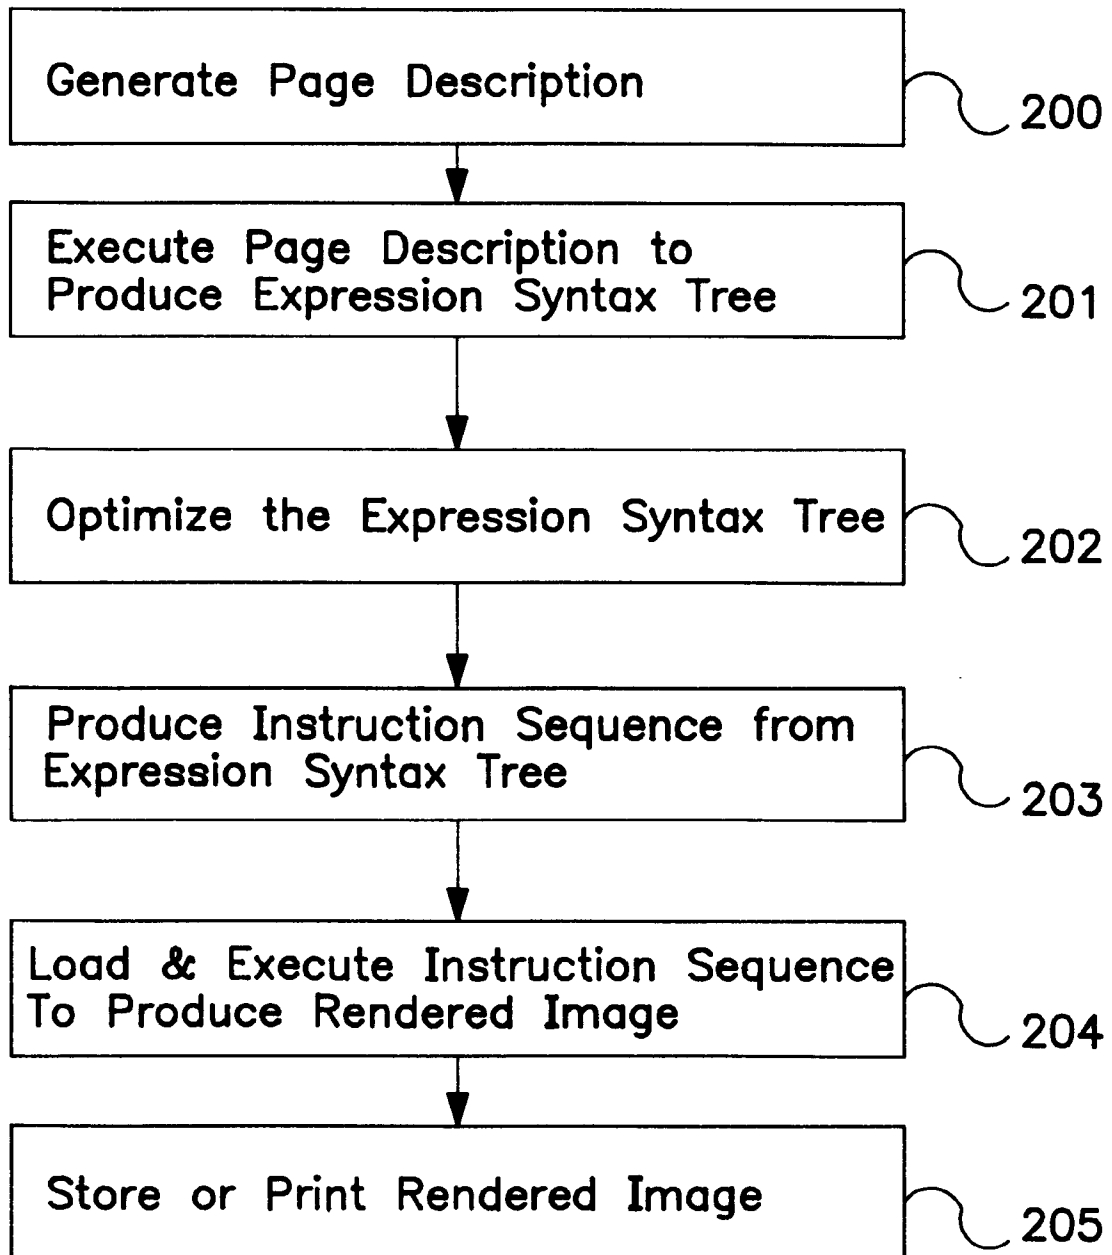 Generate Page Description
200
Execute Page Description to
Produce Expression Syntax Tree
201
Optimize the Expression Syntax Tree
202
Produce Instruction Sequence from
Expression Syntax Tree
203
Load & Execute Instruction Sequence
To Produce Rendered Image
204
Store or Print Rendered Image
205